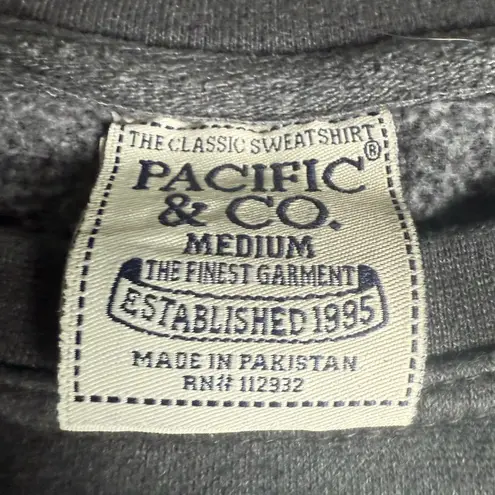 THE CLASSIC SWEATSHIRT
PACIFIC®
& CO.
MEDIUM
THE FINEST GARMENT
ESTABLISHED 1995
MADE IN PAKISTAN
RN# 112932